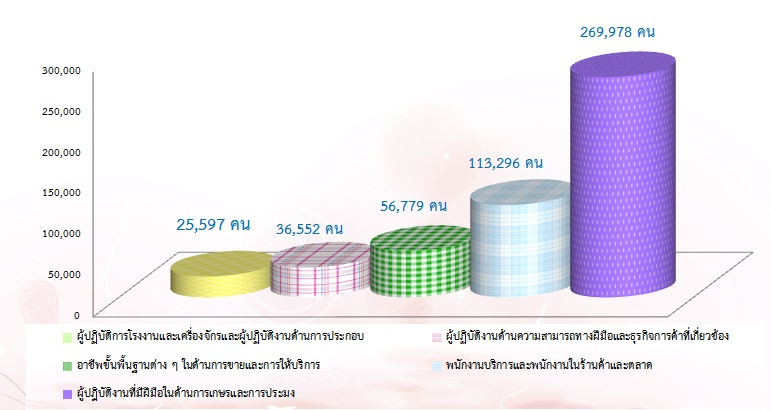 269,978 คน
300,000
250,000
200,000
113,296 คน
150,000
56,779 คน
25,597 คน
36,552 คน
100,000
50,000
0
ผู้ปฏิบัติการโรงงานและเครื่องจักรและผู้ปฏิบัติงานด้านการประกอบ
ผู้ปฏิบัติงานด้านความสามารถทางฝีมือและธุรกิจการค้าที่เกี่ยวข้อง
อาชีพขั้นพื้นฐานต่าง ๆ ในด้านการขายและการให้บริการ
พนักงานบริการและพนักงานในร้านค้าและตลาด
ผู้ปฏิบัติงานที่มีฝีมือในด้านการเกษรและการประมง